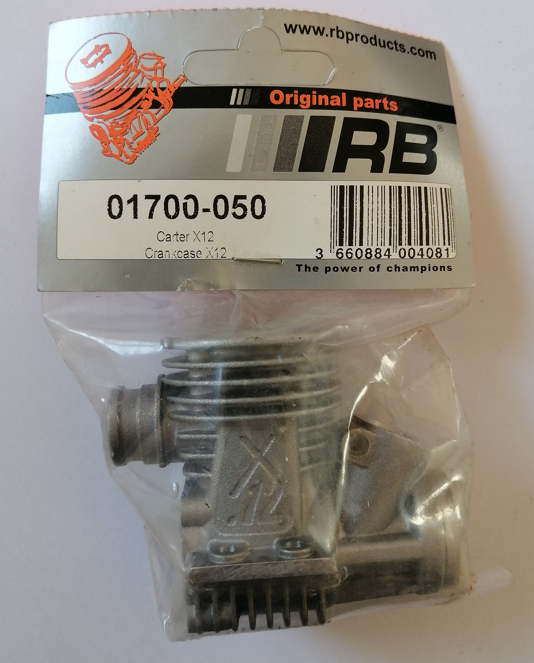 www.rbproducts.com
Original parts
RB®
01700-050
Carter X12
Crankcase X12
3 660884 004081
The power of champions
X
.12